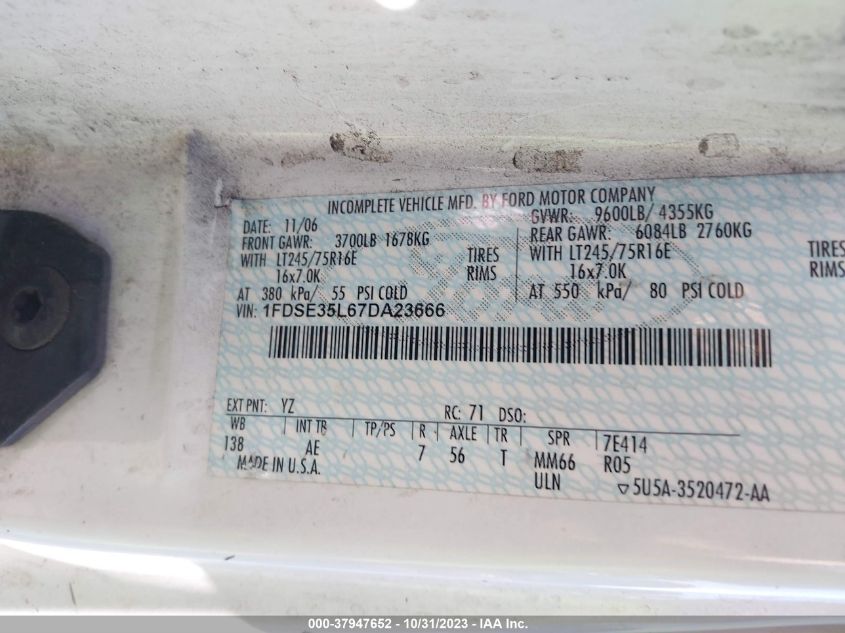 INCOMPLETE VEHICLE MFD. BY FORD MOTOR COMPANY
DATE: 11/06 GVWR: 9600LB/ 4355KG
FRONT GAWR: 3700LB 1678KG REAR GAWR: 6084LB 2760KG
WITH LT245/75R16E TIRES WITH LT245/75R16E TIRES
16x7.0K RIMS 16x7.0K RIMS
AT 380 kPa/ 55 PSI COLD AT 550 kPa/ 80 PSI COLD
VIN: 1FDSE35L67DA23666
EXT PNT: YZ RC: 71 DSO:
WB INT TB TP/PS R AXLE TR SPR 7E414
138 AE 7 56 T MM66 R05
MADE IN U.S.A. ULN ▽5U5A-3520472-AA
000-37947652 - 10/31/2023 - IAA Inc.